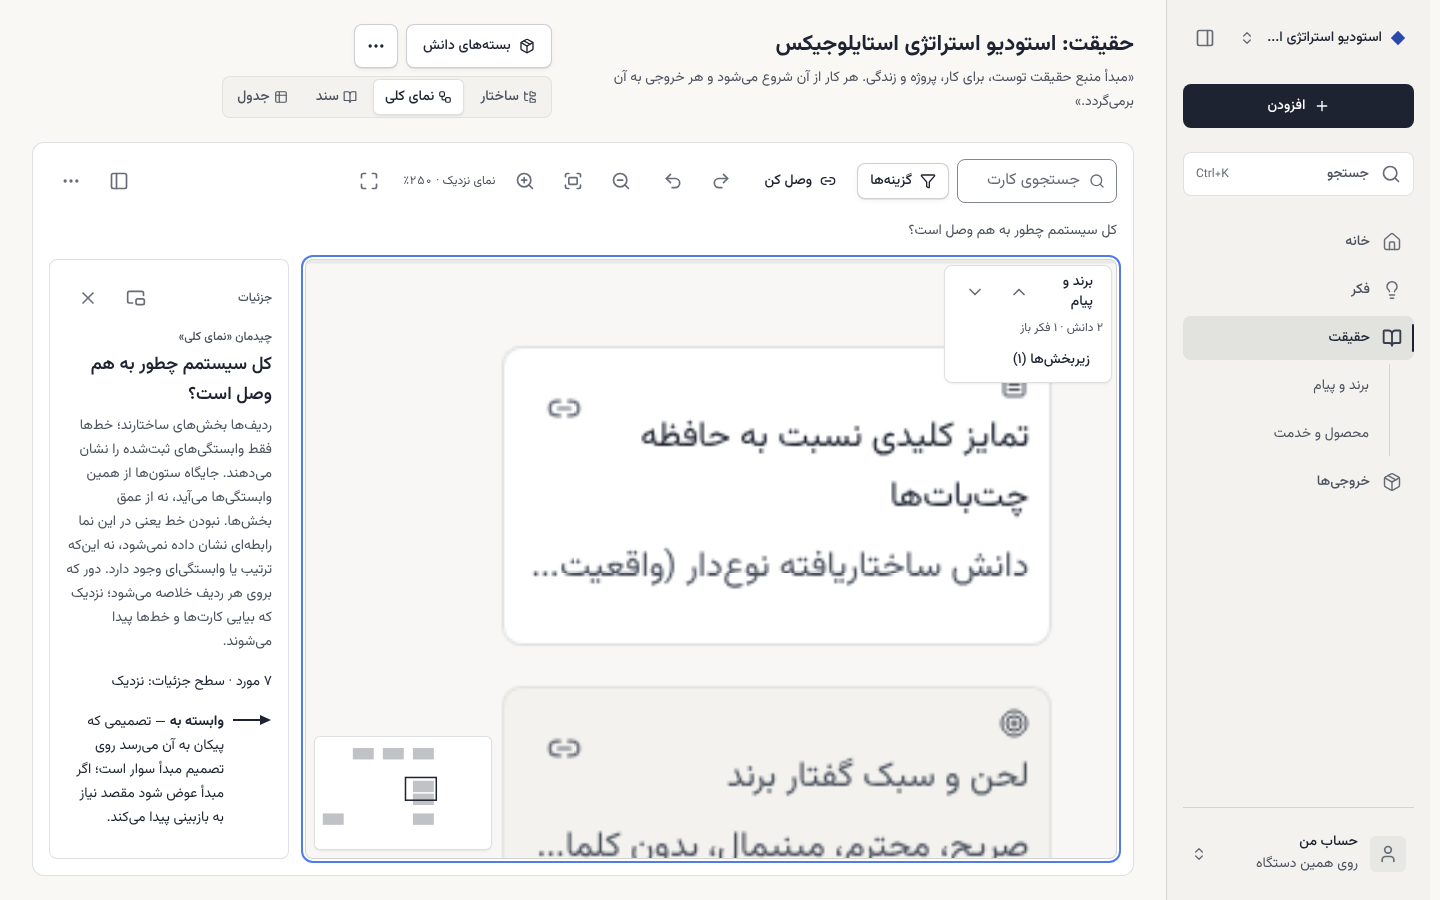 استودیو استراتژی ا...
افزودن
جستجو
Ctrl+K
خانه
فکر
حقیقت
برند و پیام
محصول و خدمت
خروجی‌ها
حساب من
روی همین دستگاه
حقیقت: استودیو استراتژی استایلوجیکس
«مبدأ منبع حقیقت توست، برای کار، پروژه و زندگی. هر کار از آن شروع می‌شود و هر خروجی به آن
برمی‌گردد.»
بسته‌های دانش
ساختار
نمای کلی
سند
جدول
جستجوی کارت
گزینه‌ها
وصل کن
نمای نزدیک · ۲۵۰٪
کل سیستمم چطور به هم وصل است؟
برند و
پیام
۲ دانش · ۱ فکر باز
زیربخش‌ها (۱)
تمایز کلیدی نسبت به حافظه
چت‌بات‌ها
دانش ساختاریافته نوع‌دار (واقعیت...
لحن و سبک گفتار برند
صریح، محترم، مینیمال، بدون کلما...
جزئیات
چیدمان «نمای کلی»
کل سیستمم چطور به هم
وصل است؟
ردیف‌ها بخش‌های ساختارند؛ خط‌ها
فقط وابستگی‌های ثبت‌شده را نشان
می‌دهند. جایگاه ستون‌ها از همین
وابستگی‌ها می‌آید، نه از عمق
بخش‌ها. نبودن خط یعنی در این نما
رابطه‌ای نشان داده نمی‌شود، نه این‌که
ترتیب یا وابستگی‌ای وجود دارد. دور که
بروی هر ردیف خلاصه می‌شود؛ نزدیک
که بیایی کارت‌ها و خط‌ها پیدا
می‌شوند.
۷ مورد · سطح جزئیات: نزدیک
وابسته به — تصمیمی که
پیکان به آن می‌رسد روی
تصمیم مبدأ سوار است؛ اگر
مبدأ عوض شود مقصد نیاز
به بازبینی پیدا می‌کند.